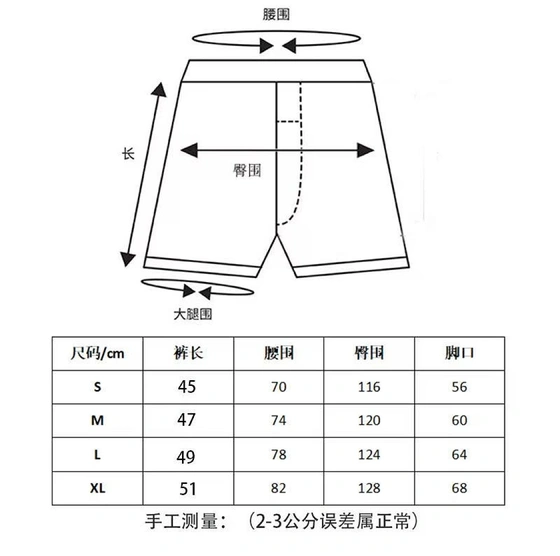 腰围
长
臀围
大腿围
尺码/cm 裤长 腰围 臀围 脚口
S 45 70 116 56
M 47 74 120 60
L 49 78 124 64
XL 51 82 128 68
手工测量：（2-3公分误差属正常）